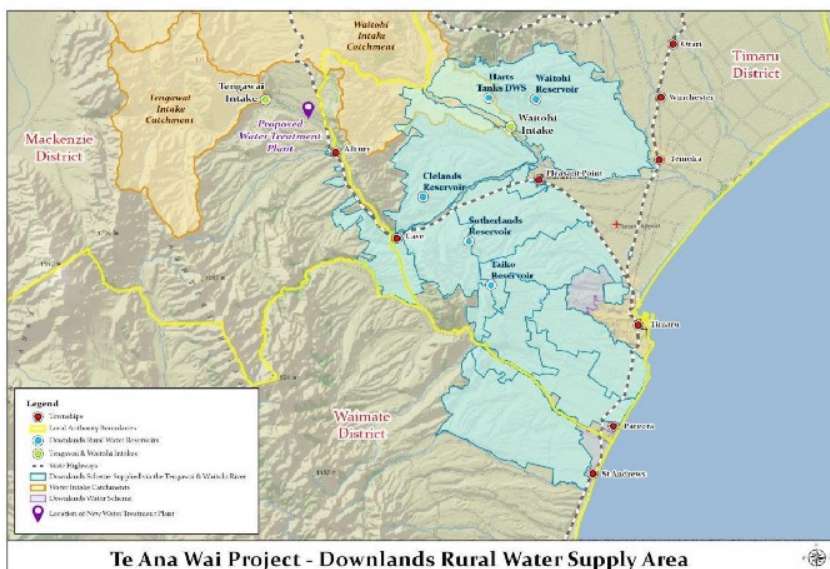 Waitohi
Intake
Catchment
Orari
Timaru
District
Harts
Tanks DWS
Waitohi
Reservoir
Winchester
Tengawai
Intake
Tengawai
Intake
Catchment
Proposed
Water Treatment
Plant
Waitohi
Intake
Mackenzie
District
Albury
Temuka
Pleasant Point
Clelands
Reservoir
Sutherlands
Reservoir
Cave
Taiko
Reservoir
Timaru
Waimate
District
Pareora
St Andrews
Legend
Townships
Local Authority Boundaries
Downlands Rural Water Reservoirs
Tengawai & Waitohi Intakes
State Highways
Downlands Scheme Supplied via the Tengawai & Waitohi River
Water Intake Catchments
Downlands Water Scheme
Location of New Water Treatment Plant
Te Ana Wai Project - Downlands Rural Water Supply Area